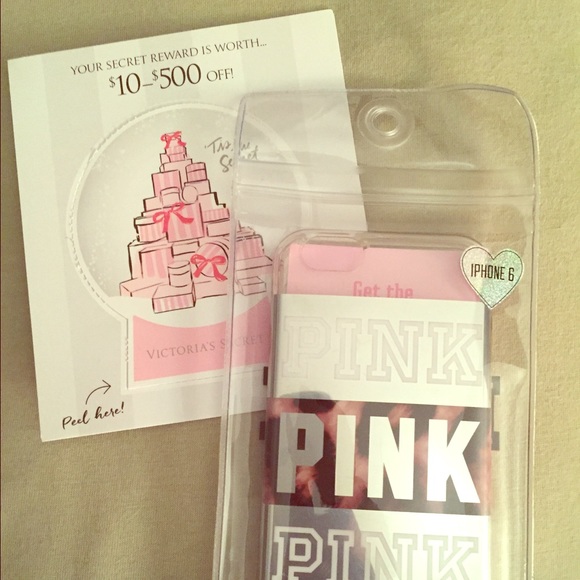 YOUR SECRET REWARD IS WORTH...
$10–$500 OFF!
VICTORIA'S SECRET
Peel here!
IPHONE 6
Get the
PINK
PINK
PINK